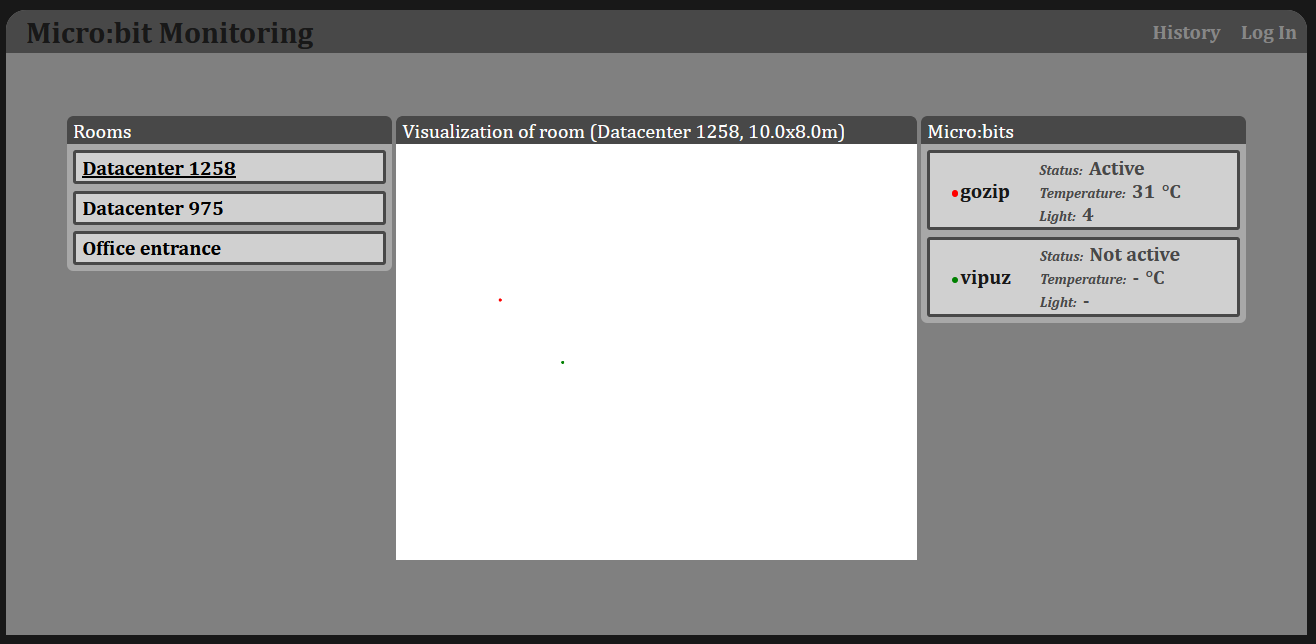 Micro:bit Monitoring
History
Log In
Rooms
Datacenter 1258
Datacenter 975
Office entrance
Visualization of room (Datacenter 1258, 10.0x8.0m)
Micro:bits
gozip
Status: Active
Temperature: 31 °C
Light: 4
vipuz
Status: Not active
Temperature: - °C
Light: -